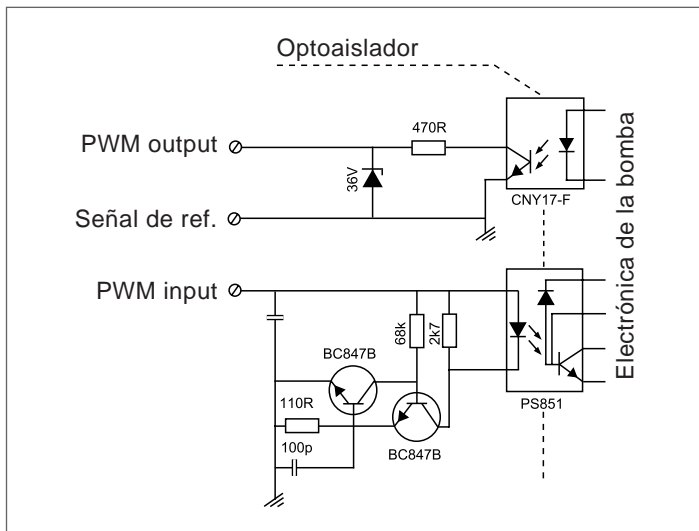 Optoaislador
470R
PWM output
36V
CNY17-F
Señal de ref.
PWM input
68k
2k7
BC847B
110R
100p
BC847B
PS851
Electrónica de la bomba